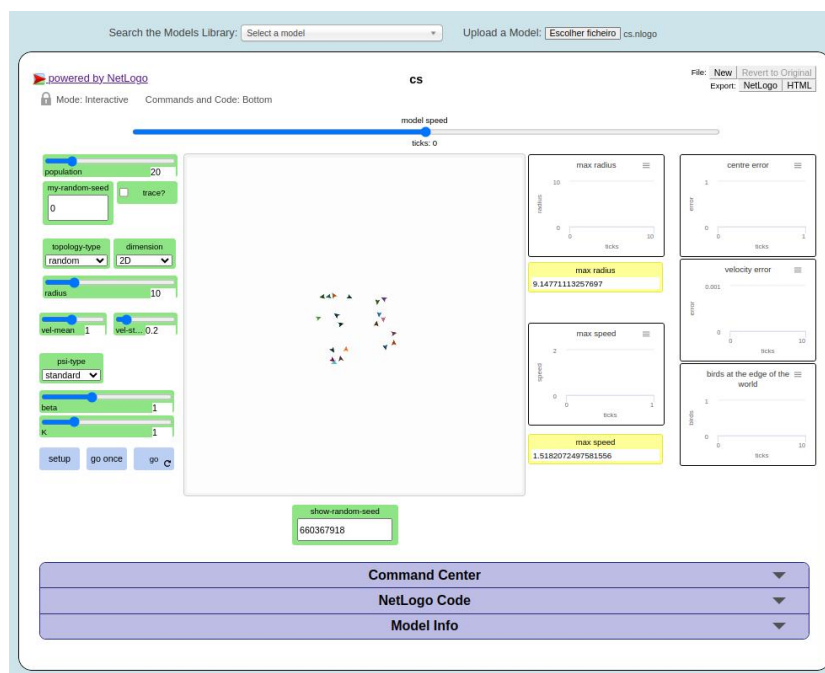 Search the Models Library: Select a model Upload a Model: Escolher ficheiro cs.nlogo
powered by NetLogo
cs
File: New Revert to Original
Export: NetLogo HTML
Mode: Interactive Commands and Code: Bottom
model speed
ticks: 0
population 20
my-random-seed
0
trace?
topology-type
random
dimension
2D
radius 10
vel-mean 1
vel-st... 0.2
psi-type
standard
beta 1
K 1
setup
go once
go
show-random-seed
660367918
max radius
10
radius
0
0 10
ticks
max radius
9.14771113257697
max speed
2
speed
0
0 1
ticks
max speed
1.5182072497581556
centre error
1
error
0
0 1
ticks
velocity error
0.001
error
0
0 10
ticks
birds at the edge of the
world
1
birds
0
0 10
ticks
Command Center
NetLogo Code
Model Info